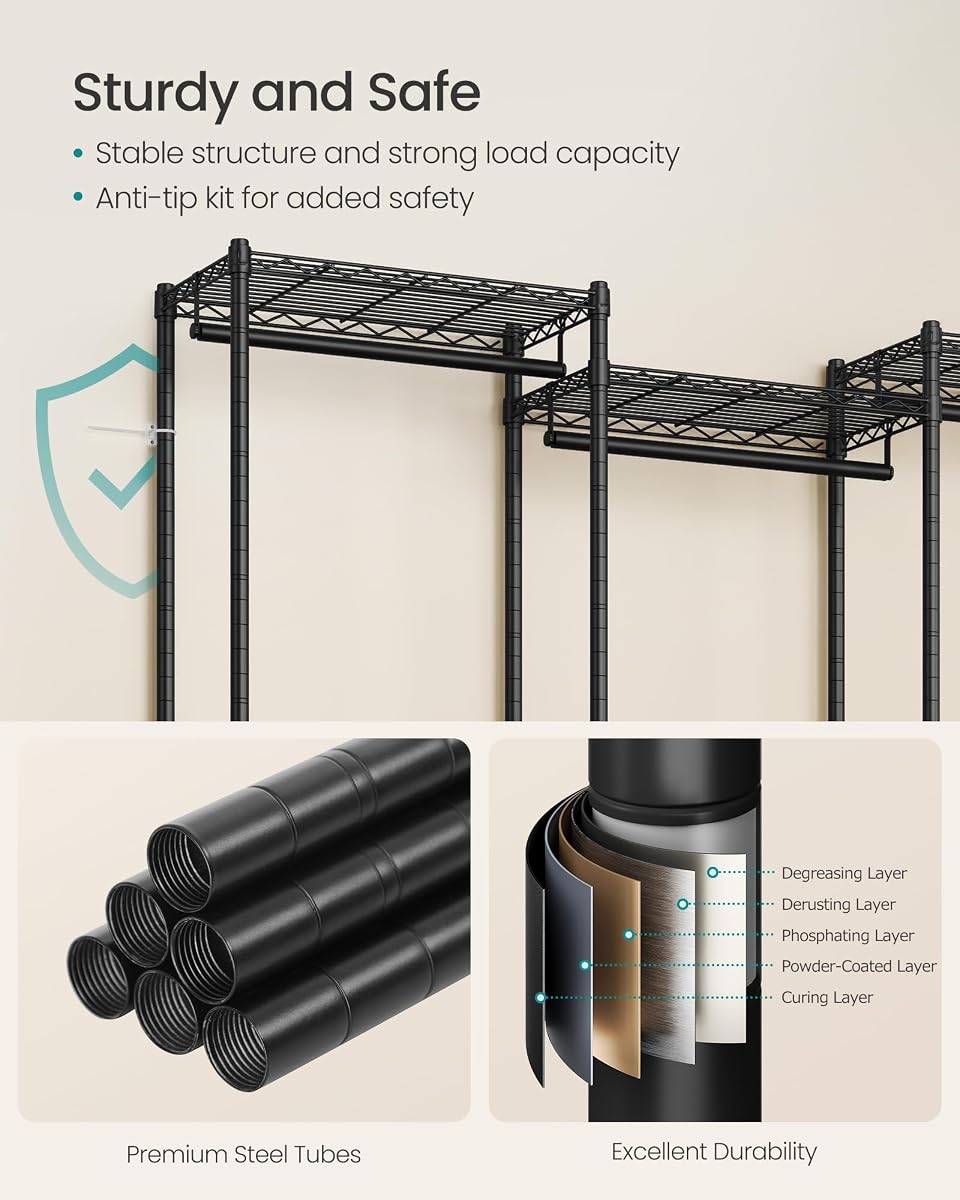 Sturdy and Safe
• Stable structure and strong load capacity
• Anti-tip kit for added safety
Degreasing Layer
Derusting Layer
Phosphating Layer
Powder-Coated Layer
Curing Layer
Premium Steel Tubes
Excellent Durability